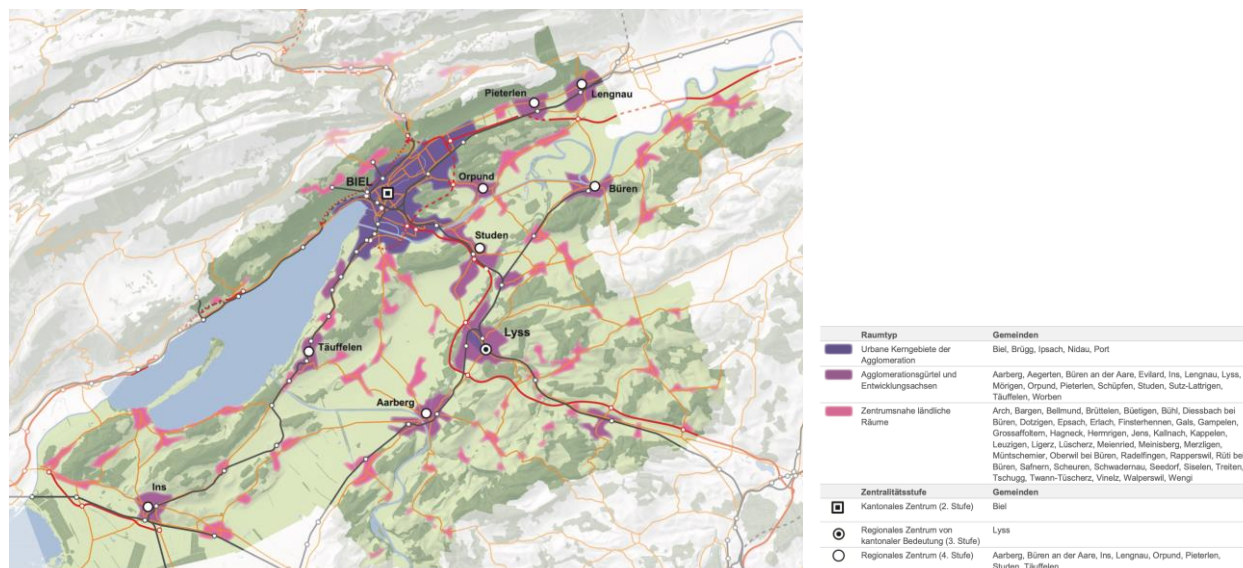 Pieterlen
Lengnau
BIEL
Orpund
Büren
Studen
Lyss
Täuffelen
Aarberg
Ins
Raumtyp Gemeinden
Urbane Kerngebiete der Biel, Brügg, Ipsach, Nidau, Port
Agglomeration
Agglomerationsgürtel und Aarberg, Aegerten, Büren an der Aare, Evilard, Ins, Lengnau, Lyss,
Entwicklungsachsen Mörigen, Orpund, Pieterlen, Schüpfen, Studen, Sutz-Lattrigen,
Täuffelen, Worben
Zentrumsnahe ländliche Arch, Bargen, Bellmund, Brüttelen, Büetigen, Bühl, Diessbach bei
Räume Büren, Dotzigen, Epsach, Erlach, Finsterhennen, Gals, Gampelen,
Grossaffoltern, Hagneck, Hermrigen, Jens, Kallnach, Kappelen,
Leuzigen, Ligerz, Lüscherz, Meienried, Meinisberg, Merzligen,
Müntschemier, Oberwil bei Büren, Radelfingen, Rapperswil, Rüti be
Büren, Safnern, Scheuren, Schwadernau, Seedorf, Siselen, Treiten,
Tschugg, Twann-Tüscherz, Vinelz, Walperswil, Wengi
Zentralitätsstufe Gemeinden
Kantonales Zentrum (2. Stufe) Biel
Regionales Zentrum von Lyss
kantonaler Bedeutung (3. Stufe)
Regionales Zentrum (4. Stufe) Aarberg, Büren an der Aare, Ins, Lengnau, Orpund, Pieterlen,
Studen, Täuffelen